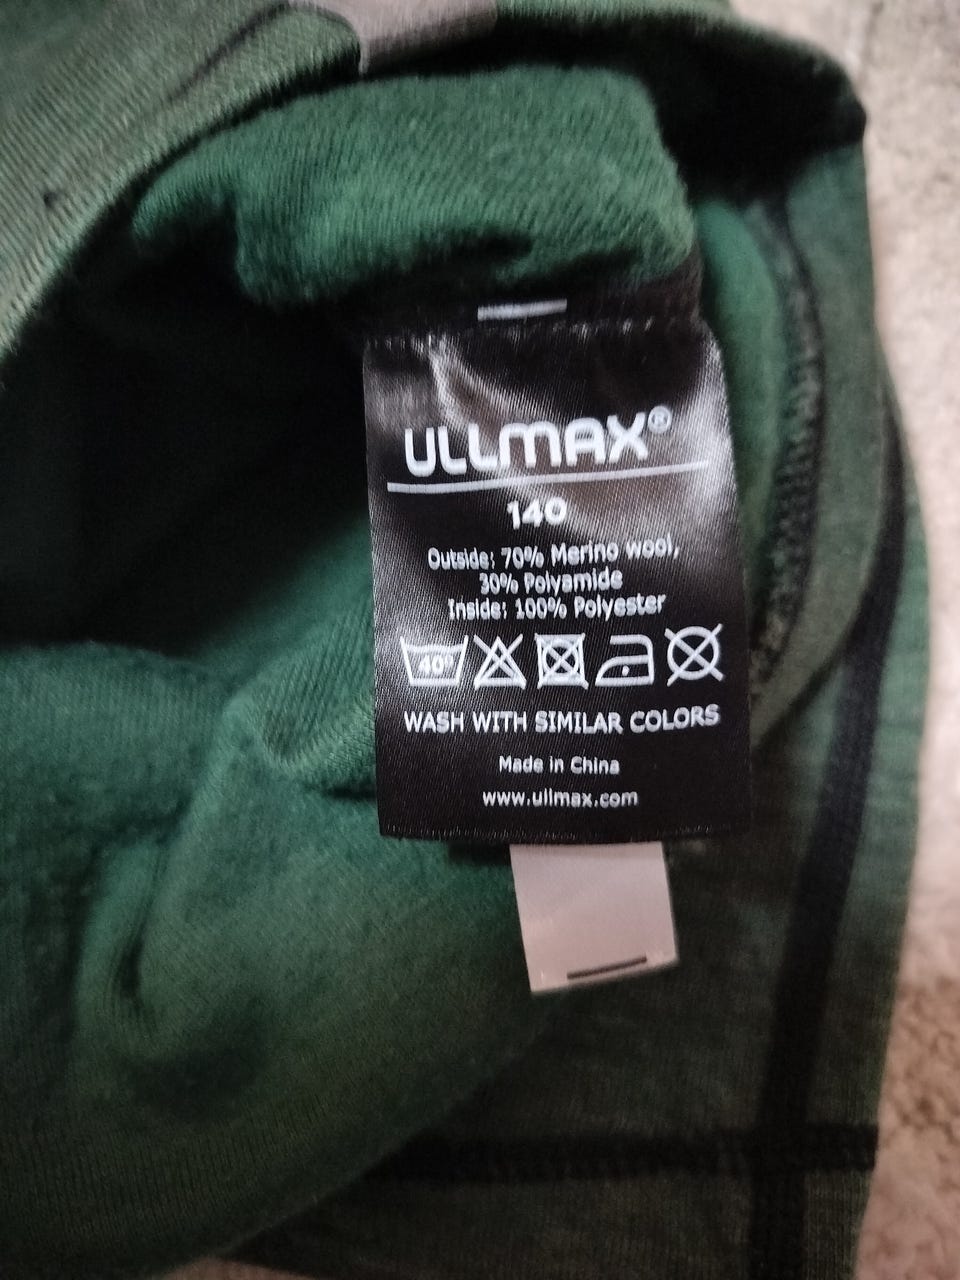 ULLMAX®
140
Outside: 70% Merino wool,
30% Polyamide
Inside: 100% Polyester
40°
WASH WITH SIMILAR COLORS
Made in China
www.ullmax.com